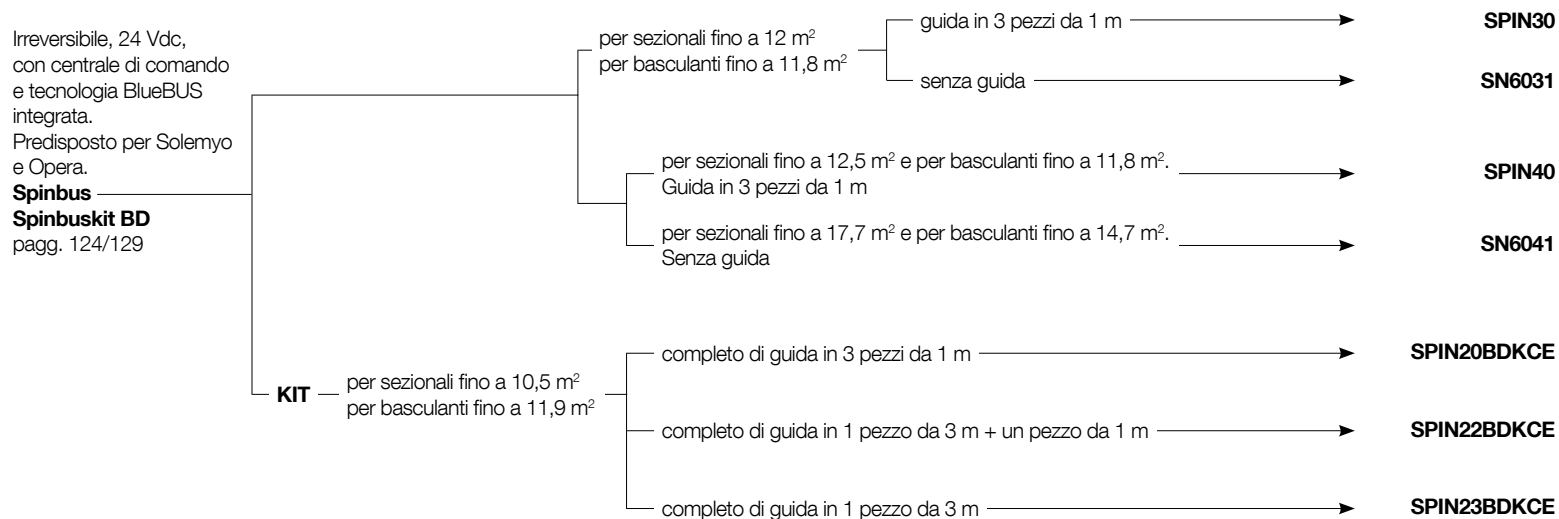 Irreversibile, 24 Vdc,
con centrale di comando
e tecnologia BlueBUS
integrata.
Predisposto per Solemyo
e Opera.
Spinbus
Spinbuskit BD
pagg. 124/129
per sezionali fino a 12 m²
per basculanti fino a 11,8 m²
guida in 3 pezzi da 1 m
SPIN30
senza guida
SN6031
per sezionali fino a 12,5 m² e per basculanti fino a 11,8 m².
Guida in 3 pezzi da 1 m
SPIN40
per sezionali fino a 17,7 m² e per basculanti fino a 14,7 m².
Senza guida
SN6041
KIT
per sezionali fino a 10,5 m²
per basculanti fino a 11,9 m²
completo di guida in 3 pezzi da 1 m
SPIN20BDKCE
completo di guida in 1 pezzo da 3 m + un pezzo da 1 m
SPIN22BDKCE
completo di guida in 1 pezzo da 3 m
SPIN23BDKCE